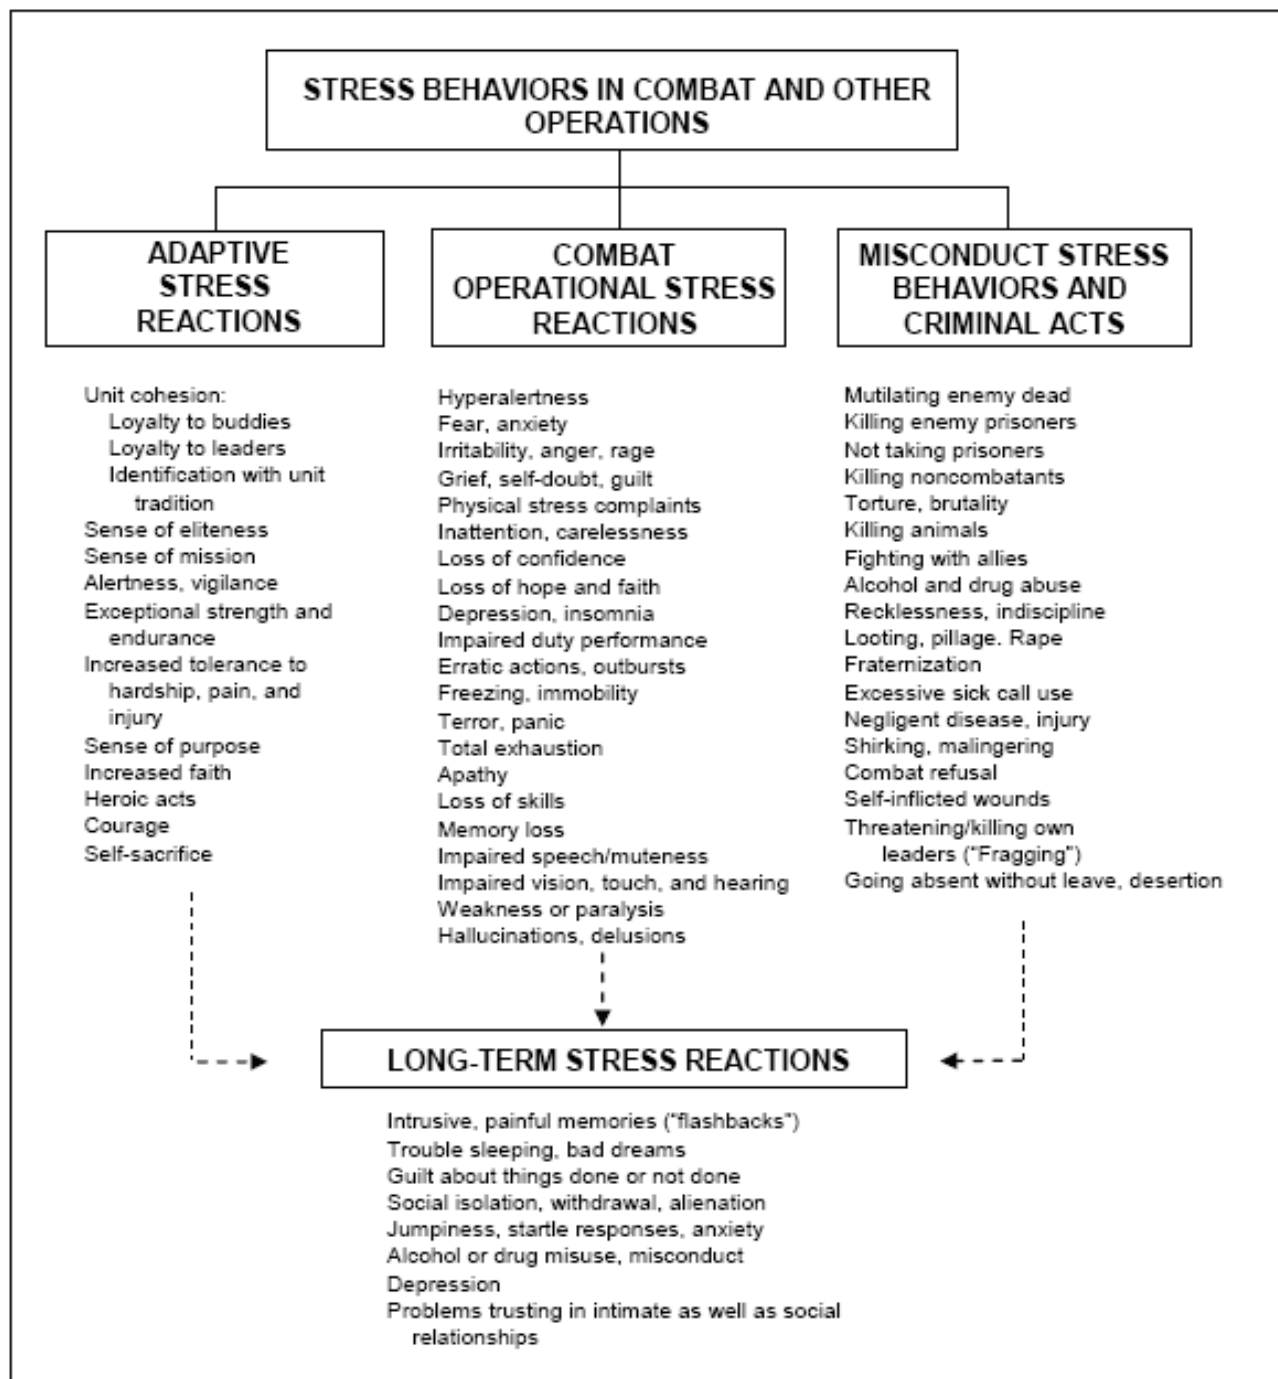 STRESS BEHAVIORS IN COMBAT AND OTHER
OPERATIONS
ADAPTIVE
STRESS
REACTIONS
Unit cohesion:
Loyalty to buddies
Loyalty to leaders
Identification with unit
tradition
Sense of eliteness
Sense of mission
Alertness, vigilance
Exceptional strength and
endurance
Increased tolerance to
hardship, pain, and
injury
Sense of purpose
Increased faith
Heroic acts
Courage
Self-sacrifice
COMBAT
OPERATIONAL STRESS
REACTIONS
Hyperalertness
Fear, anxiety
Irritability, anger, rage
Grief, self-doubt, guilt
Physical stress complaints
Inattention, carelessness
Loss of confidence
Loss of hope and faith
Depression, insomnia
Impaired duty performance
Erratic actions, outbursts
Freezing, immobility
Terror, panic
Total exhaustion
Apathy
Loss of skills
Memory loss
Impaired speech/muteness
Impaired vision, touch, and hearing
Weakness or paralysis
Hallucinations, delusions
MISCONDUCT STRESS
BEHAVIORS AND
CRIMINAL ACTS
Mutilating enemy dead
Killing enemy prisoners
Not taking prisoners
Killing noncombatants
Torture, brutality
Killing animals
Fighting with allies
Alcohol and drug abuse
Recklessness, indiscipline
Looting, pillage. Rape
Fraternization
Excessive sick call use
Negligent disease, injury
Shirking, malingering
Combat refusal
Self-inflicted wounds
Threatening/killing own
leaders ("Fragging")
Going absent without leave, desertion
LONG-TERM STRESS REACTIONS
Intrusive, painful memories ("flashbacks")
Trouble sleeping, bad dreams
Guilt about things done or not done
Social isolation, withdrawal, alienation
Jumpiness, startle responses, anxiety
Alcohol or drug misuse, misconduct
Depression
Problems trusting in intimate as well as social
relationships